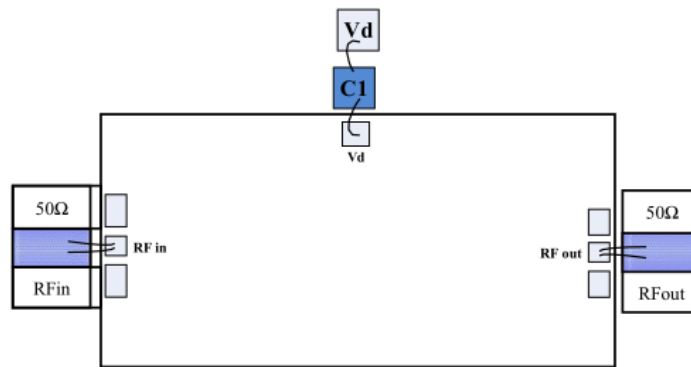 Vd
C1
Vd
50Ω
50Ω
RF in
RF out
RFin
RFout